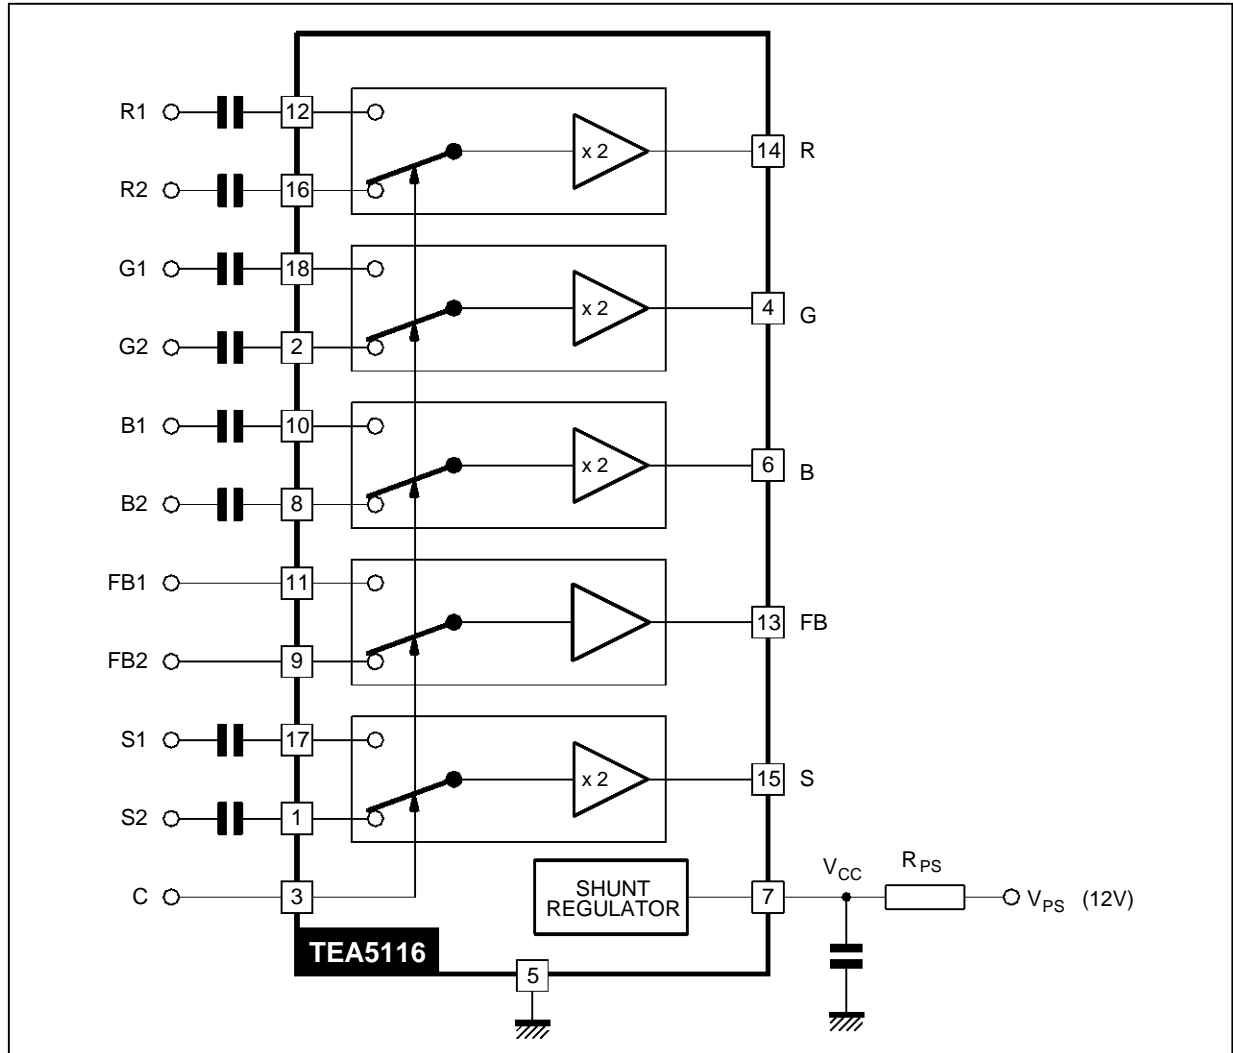 R1 12
x 2 14 R
R2 16
G1 18
x 2 4 G
G2 2
B1 10
x 2 6 B
B2 8
FB1 11
13 FB
FB2 9
S1 17
x 2 15 S
S2 1
C 3
SHUNT
REGULATOR
7
VCC
RPS
VPS (12V)
TEA5116
5